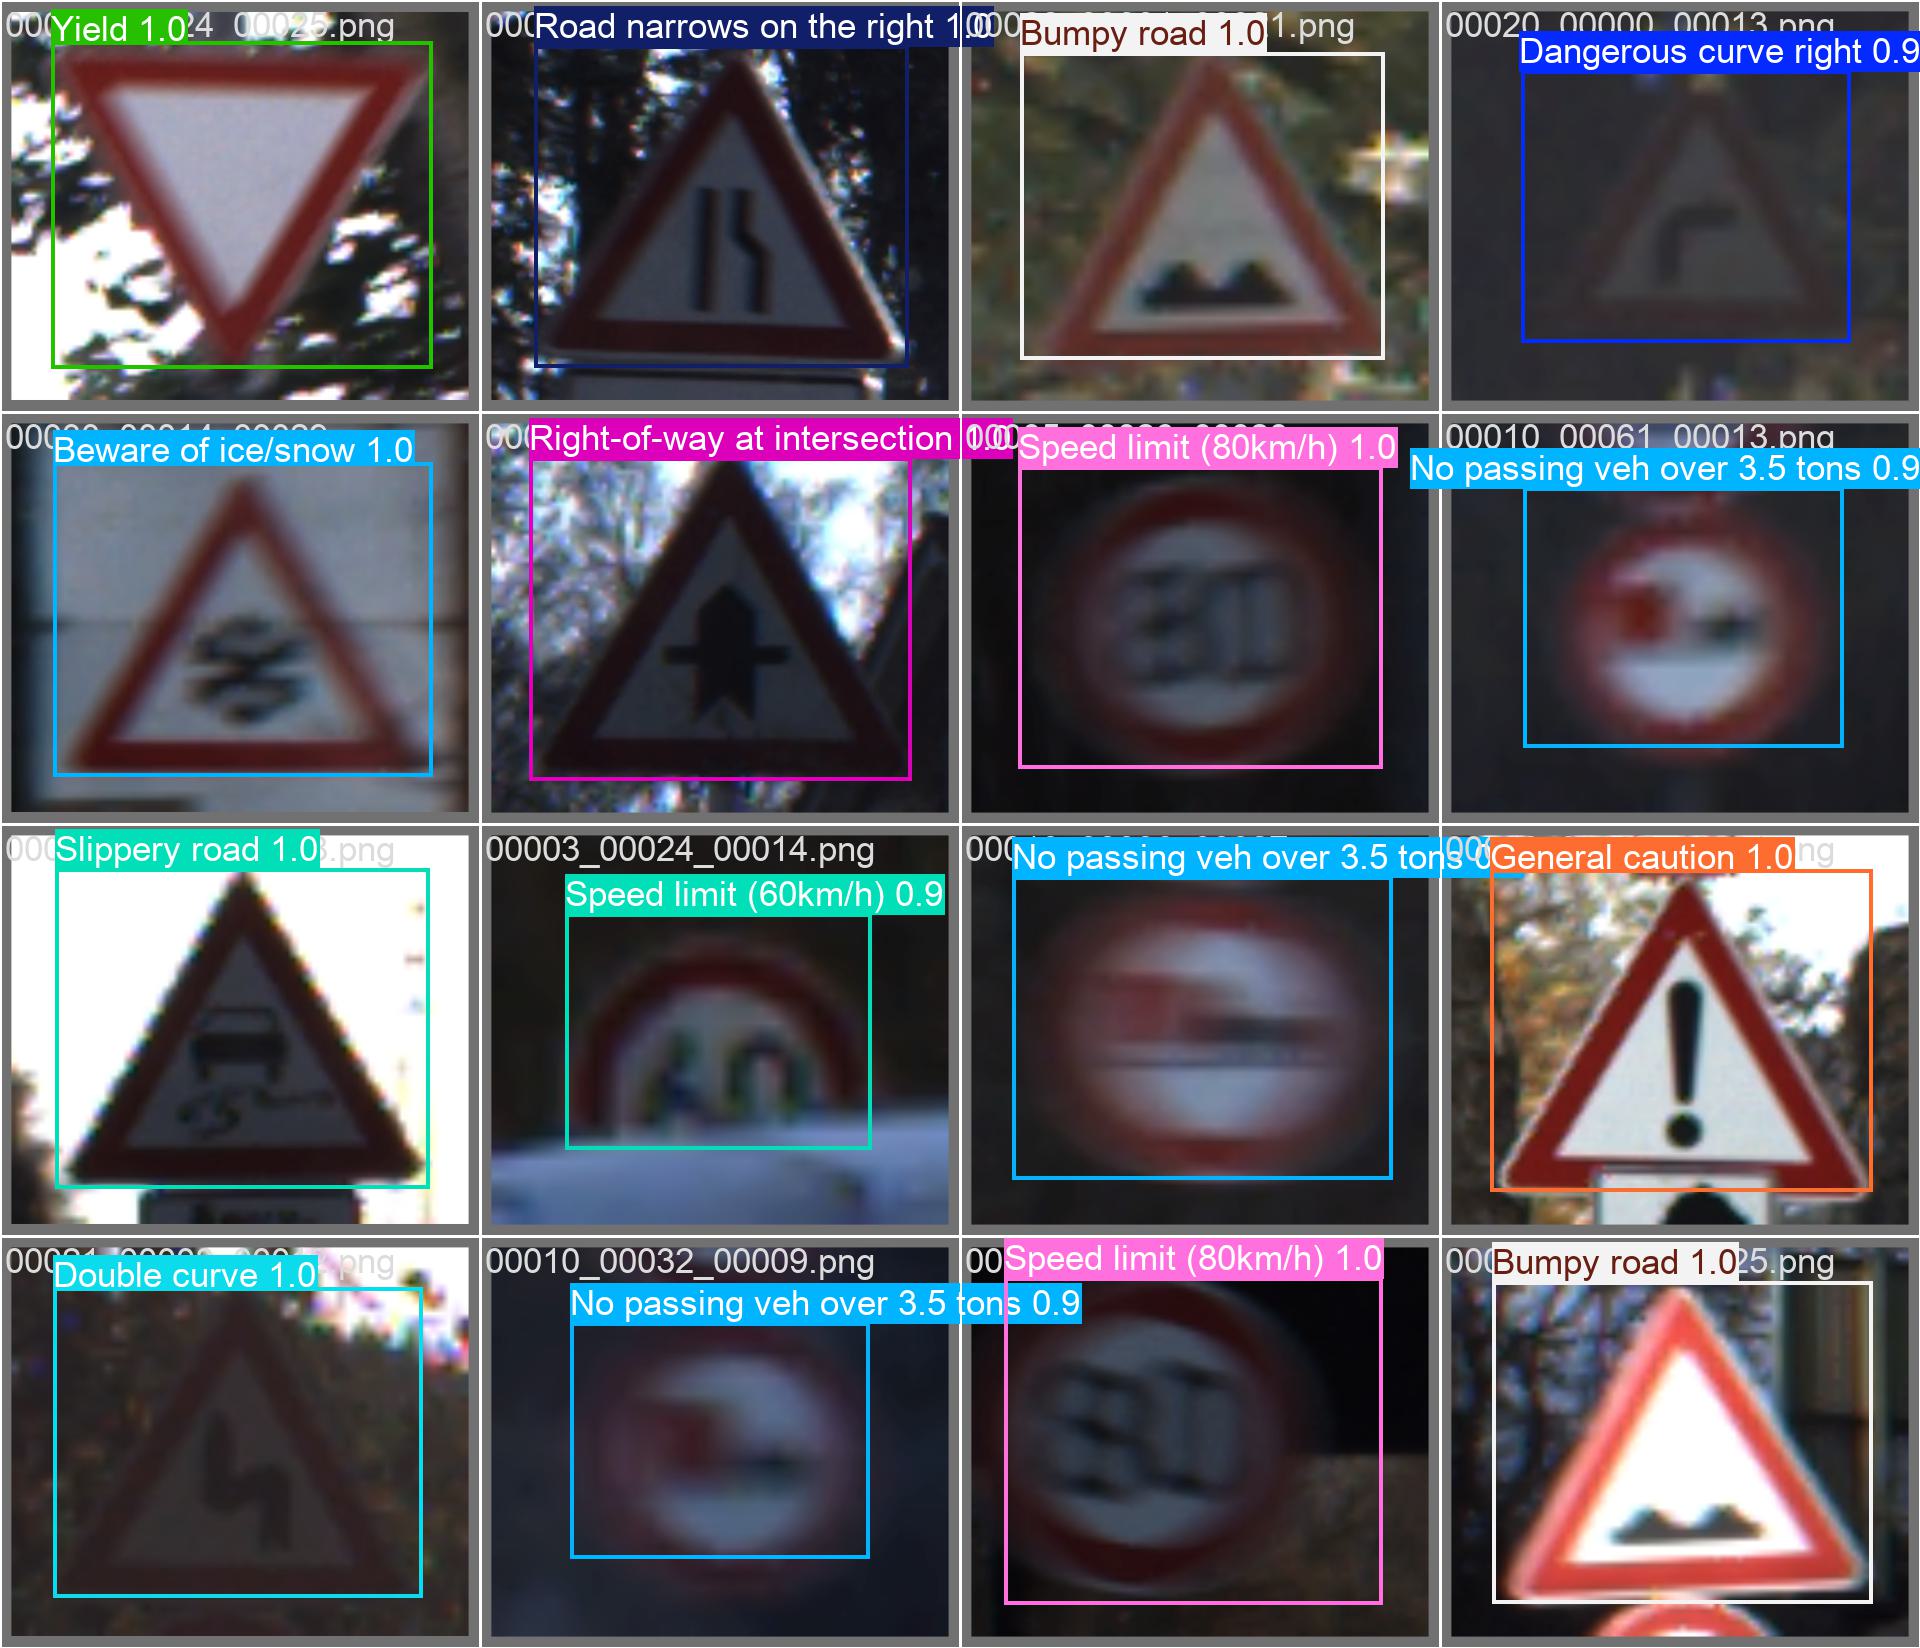 Yield 1.0
Road narrows on the right 1.0
Bumpy road 1.0
00020_00000_00013.png
Dangerous curve right 0.9
Beware of ice/snow 1.0
Right-of-way at intersection 1.0
Speed limit (80km/h) 1.0
00010_00061_00013.png
No passing veh over 3.5 tons 0.9
Slippery road 1.0
00003_00024_00014.png
Speed limit (60km/h) 0.9
No passing veh over 3.5 tons
General caution 1.0
Double curve 1.0
00010_00032_00009.png
No passing veh over 3.5 tons 0.9
Speed limit (80km/h) 1.0
Bumpy road 1.0